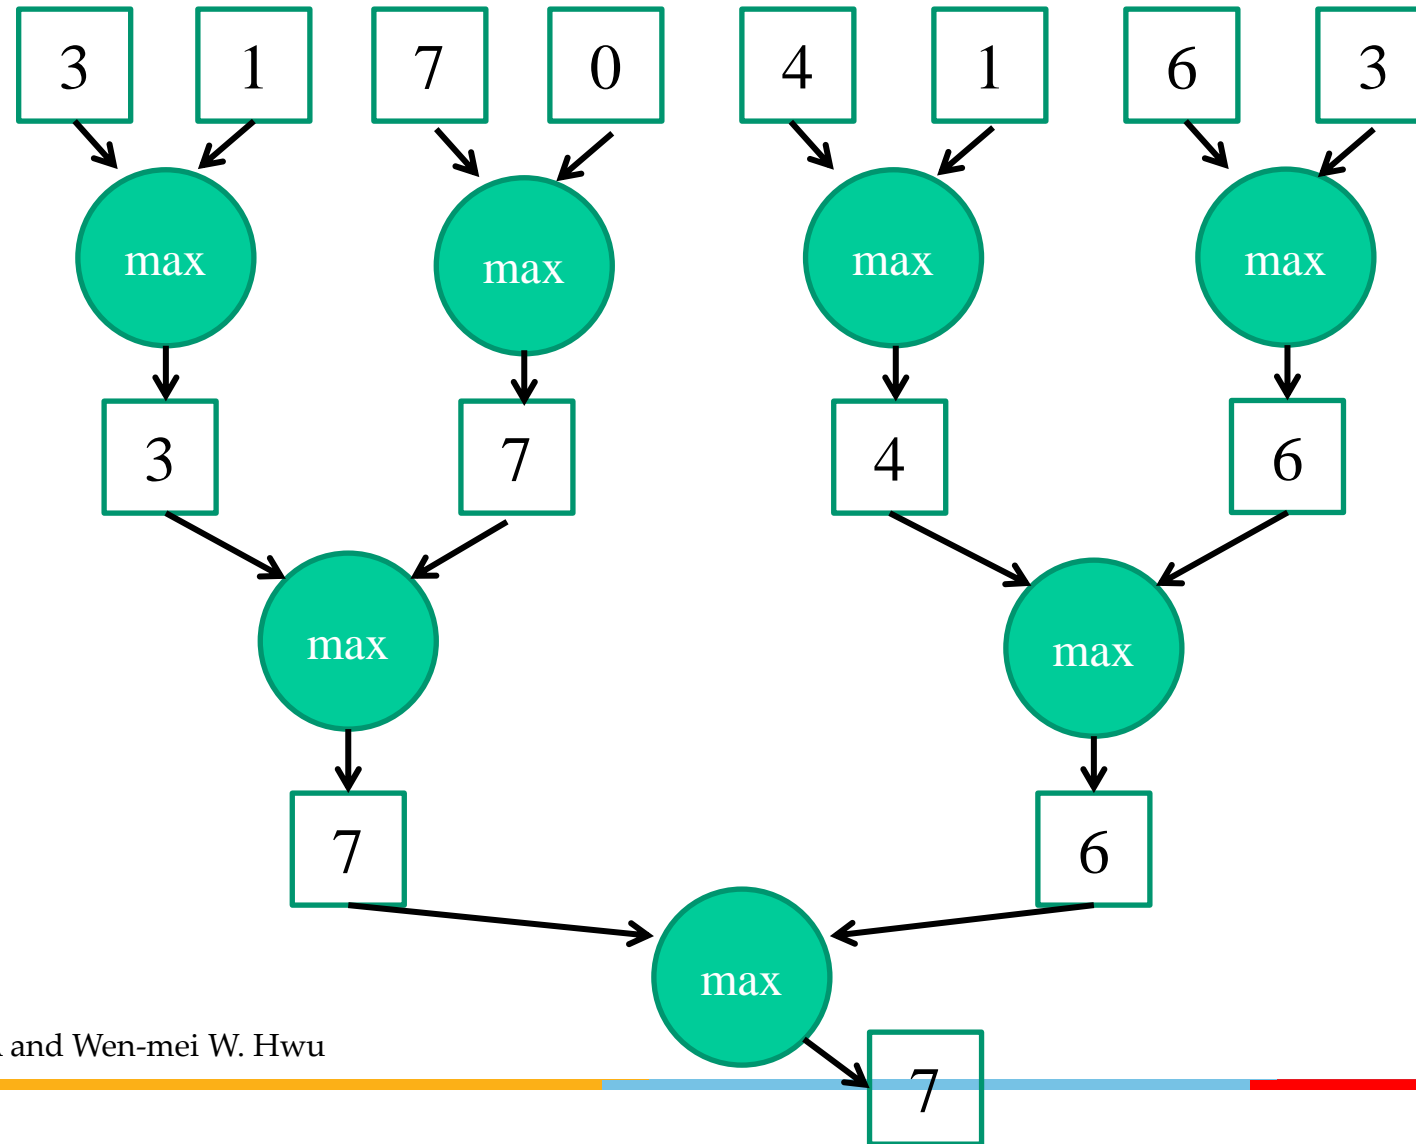 3 1 7 0 4 1 6 3
max max max max
3 7 4 6
max max
7 6
max
and Wen-mei W. Hwu
7